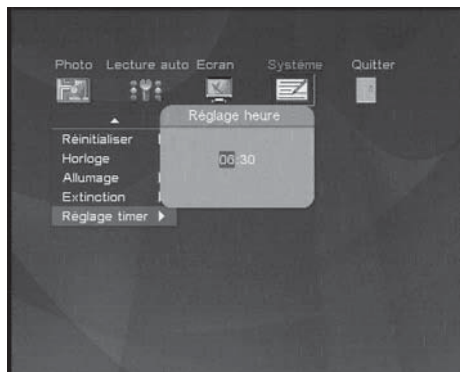 Photo Lecture auto Ecran Système Quitter
Réglage heure
Réinitialiser
Horloge
06:30
Allumage
Extinction
Réglage timer